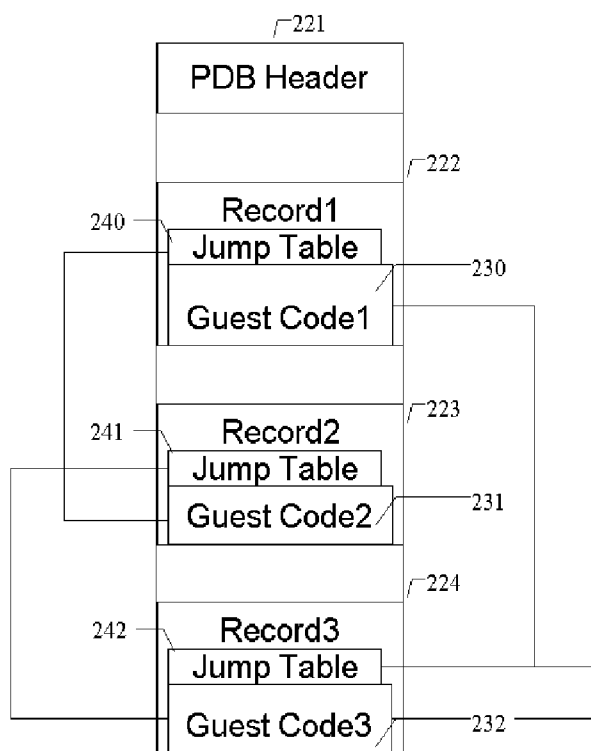 221
PDB Header
222
Record1
240
Jump Table
230
Guest Code1
223
Record2
241
Jump Table
Guest Code2
231
224
Record3
242
Jump Table
Guest Code3
232